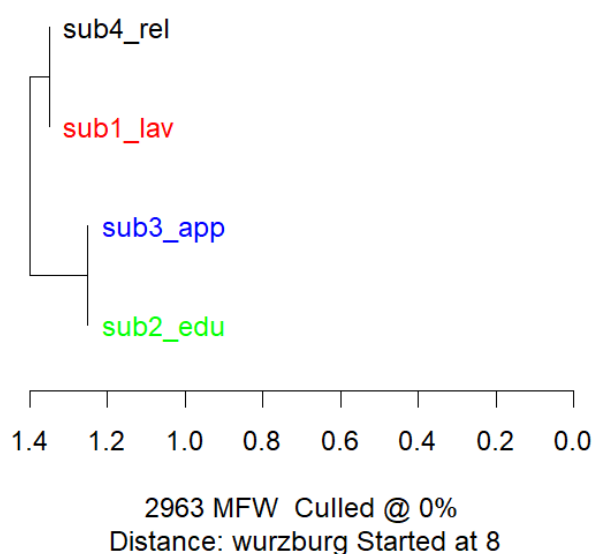 sub4_rel
sub1_lav
sub3_app
sub2_edu
1.4 1.2 1.0 0.8 0.6 0.4 0.2 0.0
2963 MFW  Culled @ 0%
Distance: wurzburg Started at 8